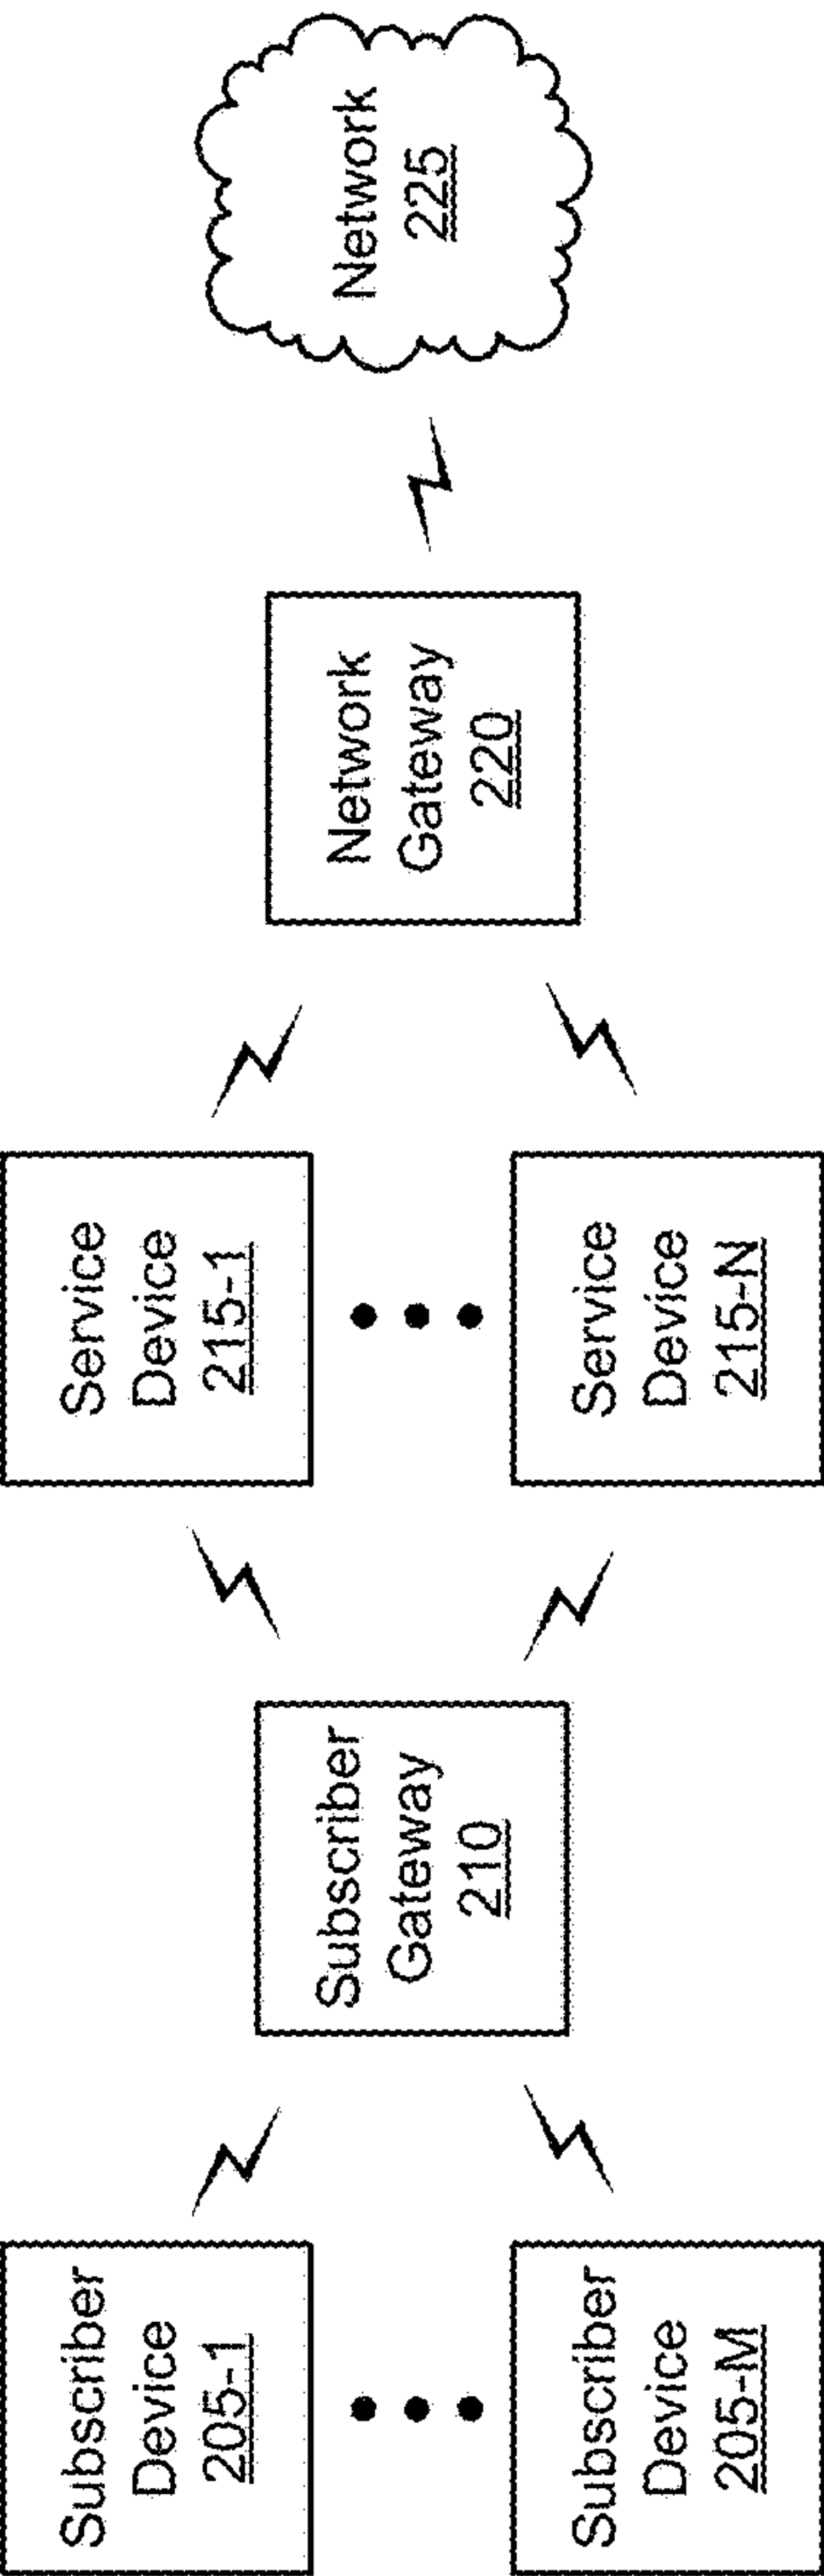 Subscriber
Device
205-1
Subscriber
Device
205-M
Subscriber
Gateway
210
Service
Device
215-1
Service
Device
215-N
Network
Gateway
220
Network
225